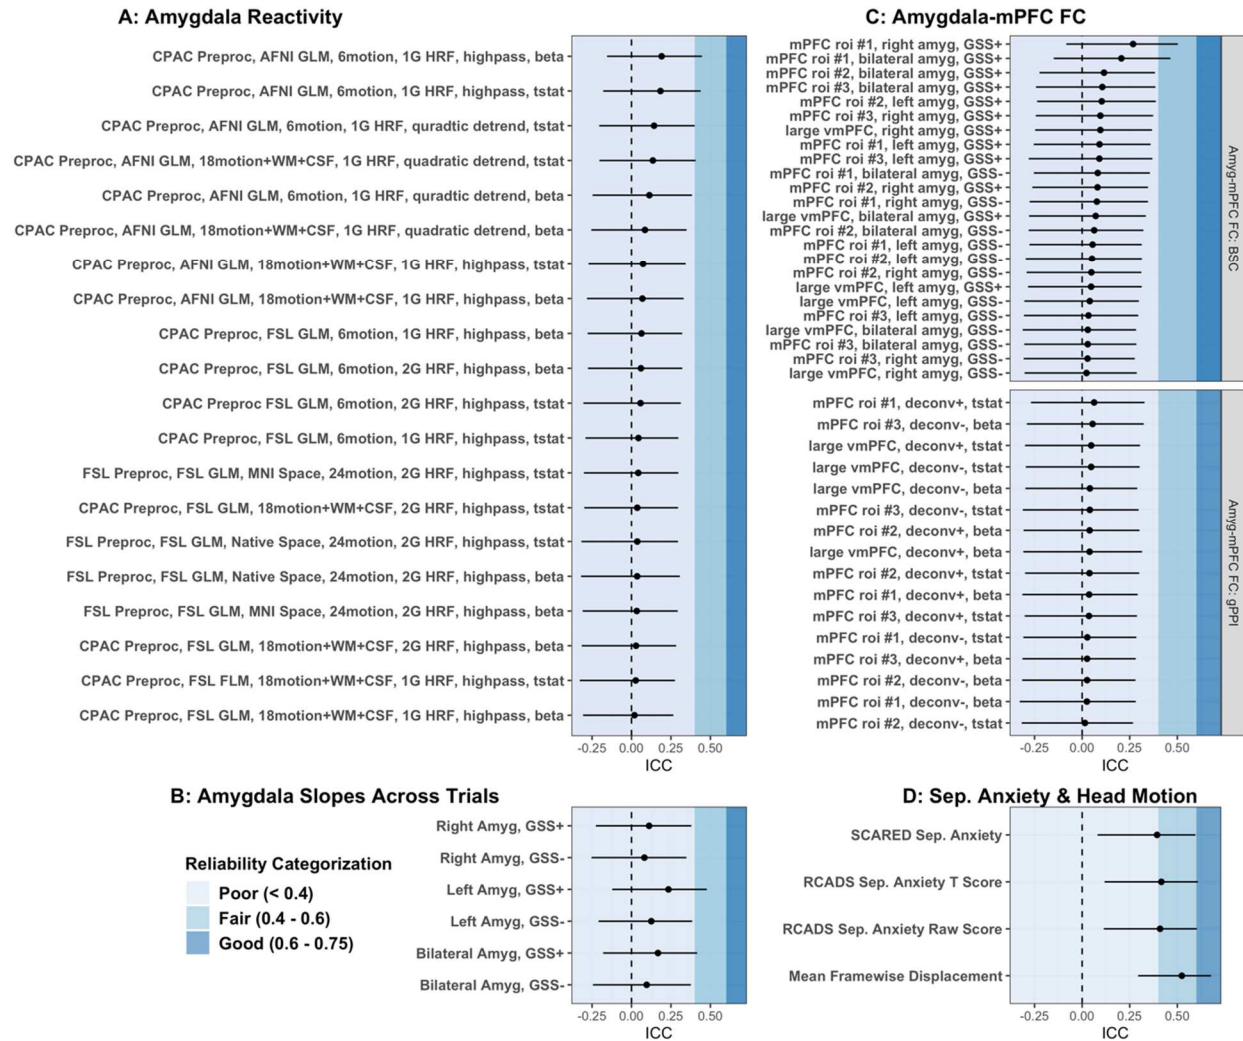 A: Amygdala Reactivity
CPAC Preproc, AFNI GLM, 6motion, 1G HRF, highpass, beta
CPAC Preproc, AFNI GLM, 6motion, 1G HRF, highpass, tstat
CPAC Preproc, AFNI GLM, 6motion, 1G HRF, quradtic detrend, tstat
CPAC Preproc, AFNI GLM, 18motion+WM+CSF, 1G HRF, quadratic detrend, tstat
CPAC Preproc, AFNI GLM, 6motion, 1G HRF, quradtic detrend, beta
CPAC Preproc, AFNI GLM, 18motion+WM+CSF, 1G HRF, quadratic detrend, beta
CPAC Preproc, AFNI GLM, 18motion+WM+CSF, 1G HRF, highpass, tstat
CPAC Preproc, AFNI GLM, 18motion+WM+CSF, 1G HRF, highpass, beta
CPAC Preproc, FSL GLM, 6motion, 1G HRF, highpass, beta
CPAC Preproc, FSL GLM, 6motion, 2G HRF, highpass, beta
CPAC Preproc FSL GLM, 6motion, 2G HRF, highpass, tstat
CPAC Preproc, FSL GLM, 6motion, 1G HRF, highpass, tstat
FSL Preproc, FSL GLM, MNI Space, 24motion, 2G HRF, highpass, tstat
CPAC Preproc, FSL GLM, 18motion+WM+CSF, 2G HRF, highpass, tstat
FSL Preproc, FSL GLM, Native Space, 24motion, 2G HRF, highpass, tstat
FSL Preproc, FSL GLM, Native Space, 24motion, 2G HRF, highpass, beta
FSL Preproc, FSL GLM, MNI Space, 24motion, 2G HRF, highpass, beta
CPAC Preproc, FSL GLM, 18motion+WM+CSF, 2G HRF, highpass, beta
CPAC Preproc, FSL FLM, 18motion+WM+CSF, 1G HRF, highpass, tstat
CPAC Preproc, FSL GLM, 18motion+WM+CSF, 1G HRF, highpass, beta
-0.25 0.00 0.25 0.50
ICC
C: Amygdala-mPFC FC
mPFC roi #1, right amyg, GSS+
mPFC roi #1, bilateral amyg, GSS+
mPFC roi #2, bilateral amyg, GSS+
mPFC roi #3, bilateral amyg, GSS+
mPFC roi #2, left amyg, GSS+
mPFC roi #3, right amyg, GSS+
large vmPFC, right amyg, GSS+
mPFC roi #1, left amyg, GSS+
mPFC roi #3, left amyg, GSS+
mPFC roi #1, bilateral amyg, GSS-
mPFC roi #2, right amyg, GSS+
mPFC roi #1, right amyg, GSS-
large vmPFC, bilateral amyg, GSS+
mPFC roi #2, bilateral amyg, GSS-
mPFC roi #1, left amyg, GSS-
mPFC roi #2, left amyg, GSS-
mPFC roi #2, right amyg, GSS-
large vmPFC, left amyg, GSS+
large vmPFC, left amyg, GSS-
mPFC roi #3, left amyg, GSS-
large vmPFC, bilateral amyg, GSS-
mPFC roi #3, bilateral amyg, GSS-
mPFC roi #3, right amyg, GSS-
large vmPFC, right amyg, GSS-
Amyg-mPFC FC: BSC
mPFC roi #1, deconv+, tstat
mPFC roi #3, deconv-, beta
large vmPFC, deconv+, tstat
large vmPFC, deconv-, tstat
large vmPFC, deconv-, beta
mPFC roi #3, deconv-, tstat
mPFC roi #2, deconv+, beta
large vmPFC, deconv+, beta
mPFC roi #2, deconv+, tstat
mPFC roi #1, deconv+, beta
mPFC roi #3, deconv+, tstat
mPFC roi #1, deconv-, tstat
mPFC roi #3, deconv+, beta
mPFC roi #2, deconv-, beta
mPFC roi #1, deconv-, beta
mPFC roi #2, deconv-, tstat
Amyg-mPFC FC: gPPI
-0.25 0.00 0.25 0.50
ICC
B: Amygdala Slopes Across Trials
Right Amyg, GSS+
Right Amyg, GSS-
Left Amyg, GSS+
Left Amyg, GSS-
Bilateral Amyg, GSS+
Bilateral Amyg, GSS-
-0.25 0.00 0.25 0.50
ICC
Reliability Categorization
Poor (< 0.4)
Fair (0.4 - 0.6)
Good (0.6 - 0.75)
D: Sep. Anxiety & Head Motion
SCARED Sep. Anxiety
RCADS Sep. Anxiety T Score
RCADS Sep. Anxiety Raw Score
Mean Framewise Displacement
-0.25 0.00 0.25 0.50
ICC